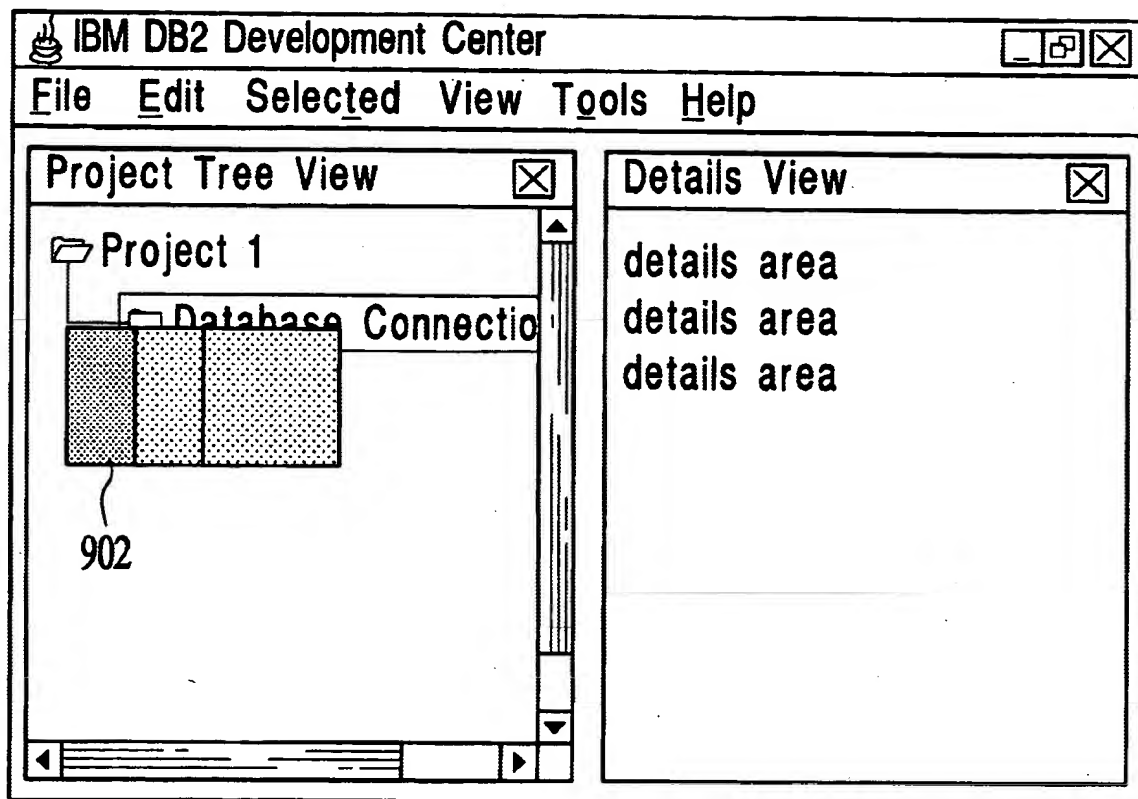 IBM DB2 Development Center
File Edit Selected View Tools Help
Project Tree View
Project 1
Database Connectio
902
Details View
details area
details area
details area